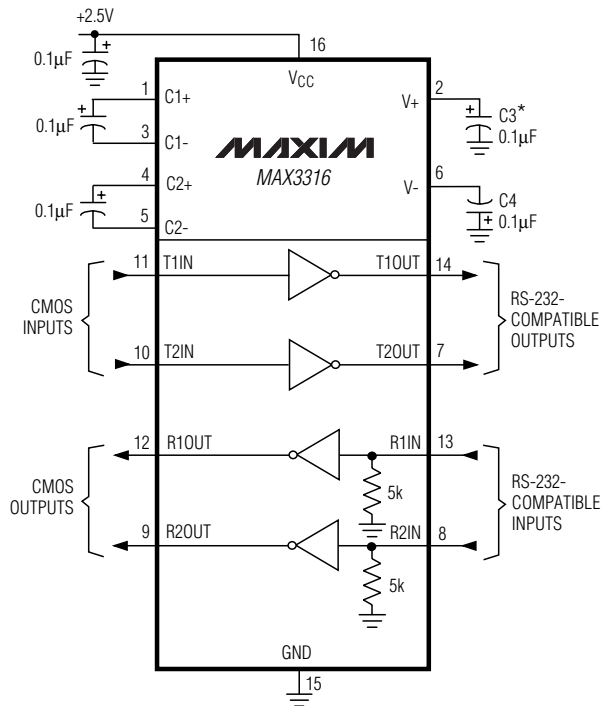 +2.5V
0.1µF
+
16
VCC
1
C1+
0.1µF
+
3
C1-
4
C2+
0.1µF
+
5
C2-
MAXIM
MAX3316
V+
2
+
C3*
0.1µF
V-
6
C4
+
0.1µF
CMOS
INPUTS
11
T1IN
T1OUT
14
10
T2IN
T2OUT
7
RS-232-
COMPATIBLE
OUTPUTS
CMOS
OUTPUTS
12
R1OUT
R1IN
13
5k
9
R2OUT
R2IN
8
5k
RS-232-
COMPATIBLE
INPUTS
GND
15